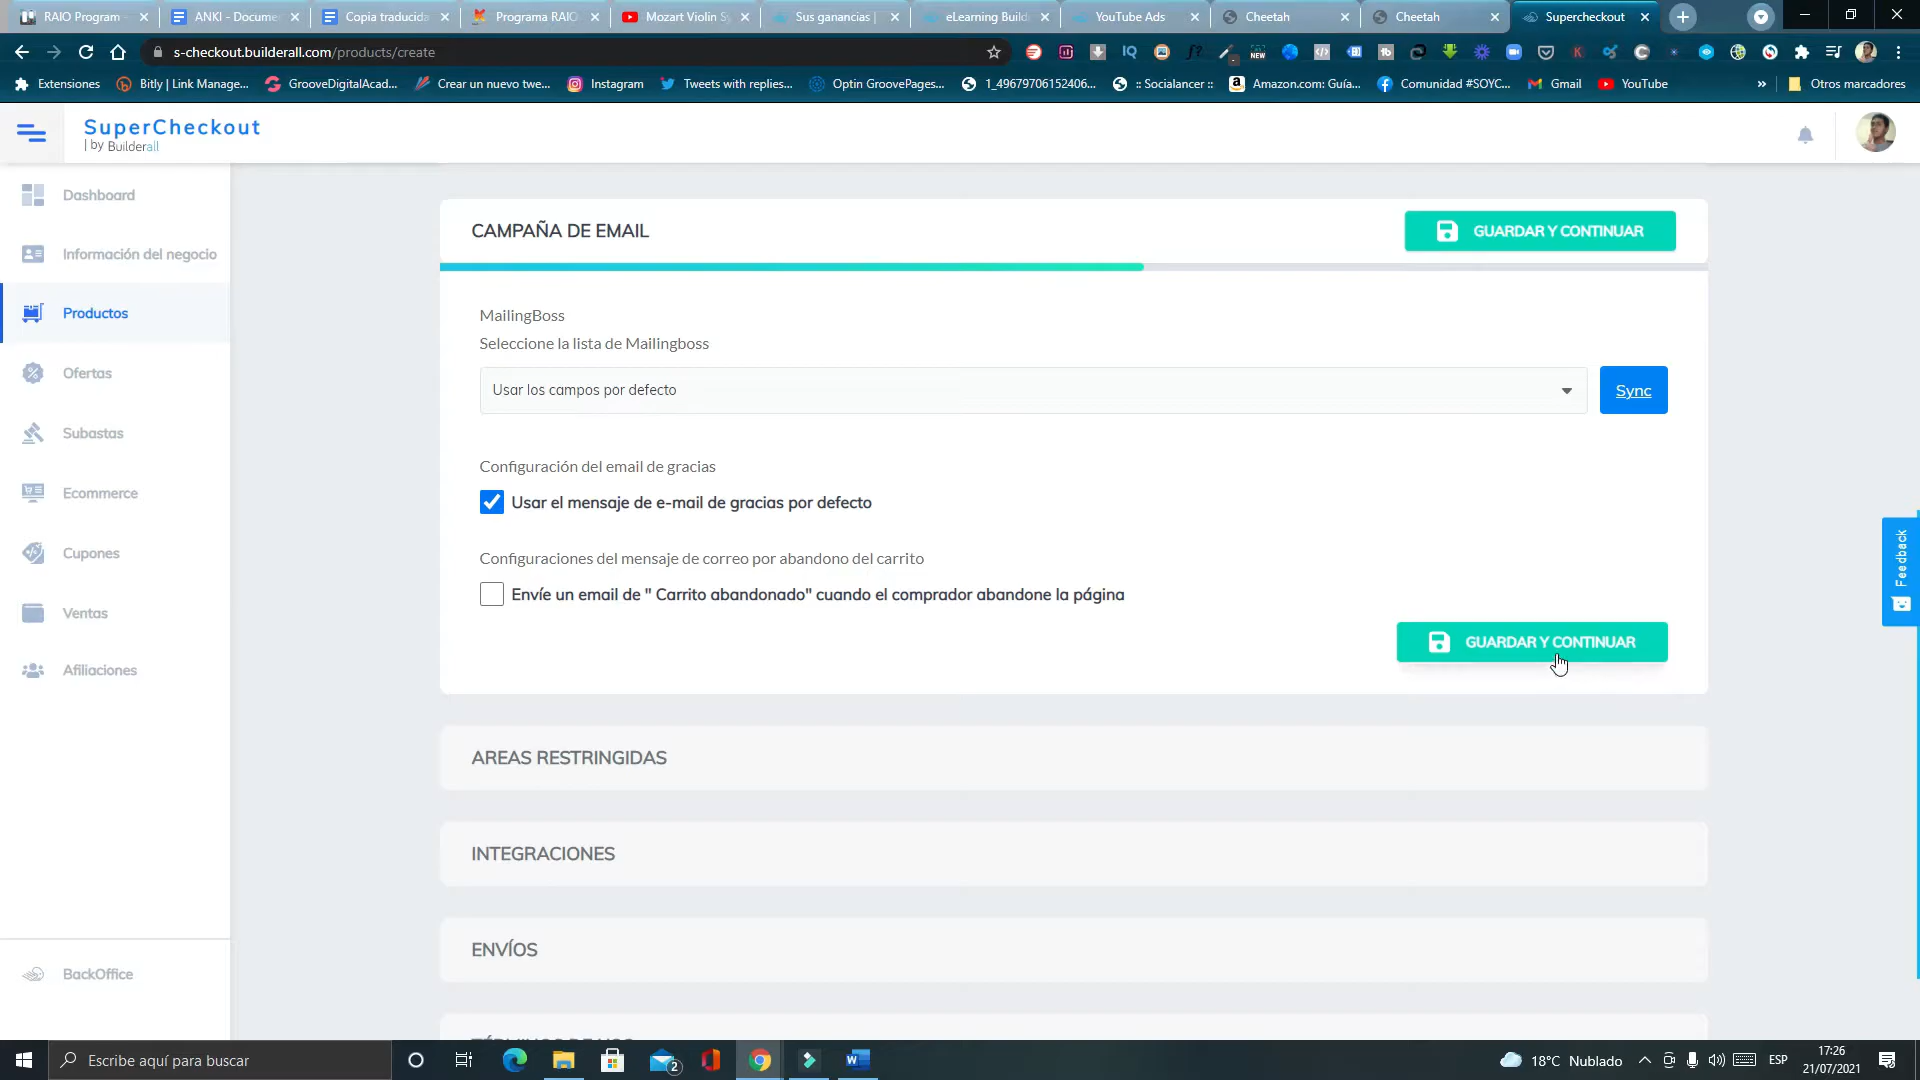 RAIO Program
ANKI - Docume
Copia traducida
Programa RAIO
Mozart Violin S
Sus ganancias |
eLearning Build
YouTube Ads
Cheetah
Cheetah
Supercheckout
s-checkout.builderall.com/products/create
Extensiones
Bitly | Link Manage...
GrooveDigitalAcad...
Crear un nuevo twe...
Instagram
Tweets with replies...
Optin GroovePages...
1_49679706152406...
:: Socialancer ::
Amazon.com: Guía...
Comunidad #SOYC...
Gmail
YouTube
»
Otros marcadores
SuperCheckout
| by Builderall
Dashboard
Información del negocio
Productos
Ofertas
Subastas
Ecommerce
Cupones
Ventas
Afiliaciones
BackOffice
CAMPAÑA DE EMAIL
GUARDAR Y CONTINUAR
MailingBoss
Seleccione la lista de Mailingboss
Usar los campos por defecto
Sync
Configuración del email de gracias
Usar el mensaje de e-mail de gracias por defecto
Configuraciones del mensaje de correo por abandono del carrito
Envíe un email de " Carrito abandonado" cuando el comprador abandone la página
GUARDAR Y CONTINUAR
AREAS RESTRINGIDAS
INTEGRACIONES
ENVÍOS
Feedback
Escribe aquí para buscar
2
18°C Nublado
ESP
17:26
21/07/2021